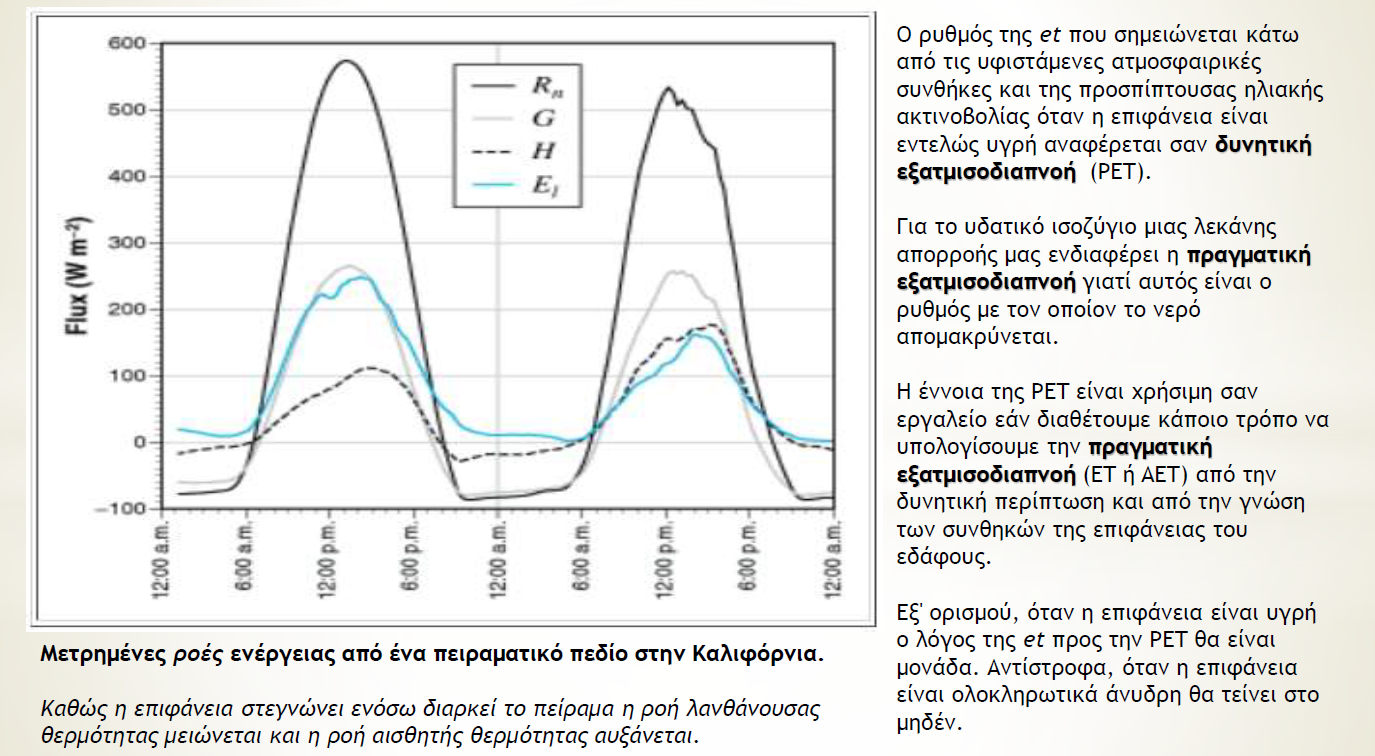 600
500
400
300
200
100
0
−100
Flux (W m⁻²)
Rn
G
H
El
12:00 a.m.
6:00 a.m.
12:00 p.m.
6:00 p.m.
12:00 a.m.
6:00 a.m.
12:00 p.m.
6:00 p.m.
12:00 a.m.
Μετρημένες ροές ενέργειας από ένα πειραματικό πεδίο στην Καλιφόρνια.
Καθώς η επιφάνεια στεγνώνει ενόσω διαρκεί το πείραμα η ροή λανθάνουσας
θερμότητας μειώνεται και η ροή αισθητής θερμότητας αυξάνεται.
Ο ρυθμός της et που σημειώνεται κάτω
από τις υφιστάμενες ατμοσφαιρικές
συνθήκες και της προσπίπτουσας ηλιακής
ακτινοβολίας όταν η επιφάνεια είναι
εντελώς υγρή αναφέρεται σαν δυνητική
εξατμισοδιαπνοή (PET).
Για το υδατικό ισοζύγιο μιας λεκάνης
απορροής μας ενδιαφέρει η πραγματική
εξατμισοδιαπνοή γιατί αυτός είναι ο
ρυθμός με τον οποίον το νερό
απομακρύνεται.
Η έννοια της PET είναι χρήσιμη σαν
εργαλείο εάν διαθέτουμε κάποιο τρόπο να
υπολογίσουμε την πραγματική
εξατμισοδιαπνοή (ET ή AET) από την
δυνητική περίπτωση και από την γνώση
των συνθηκών της επιφάνειας του
εδάφους.
Εξ' ορισμού, όταν η επιφάνεια είναι υγρή
ο λόγος της et προς την PET θα είναι
μονάδα. Αντίστροφα, όταν η επιφάνεια
είναι ολοκληρωτικά άνυδρη θα τείνει στο
μηδέν.